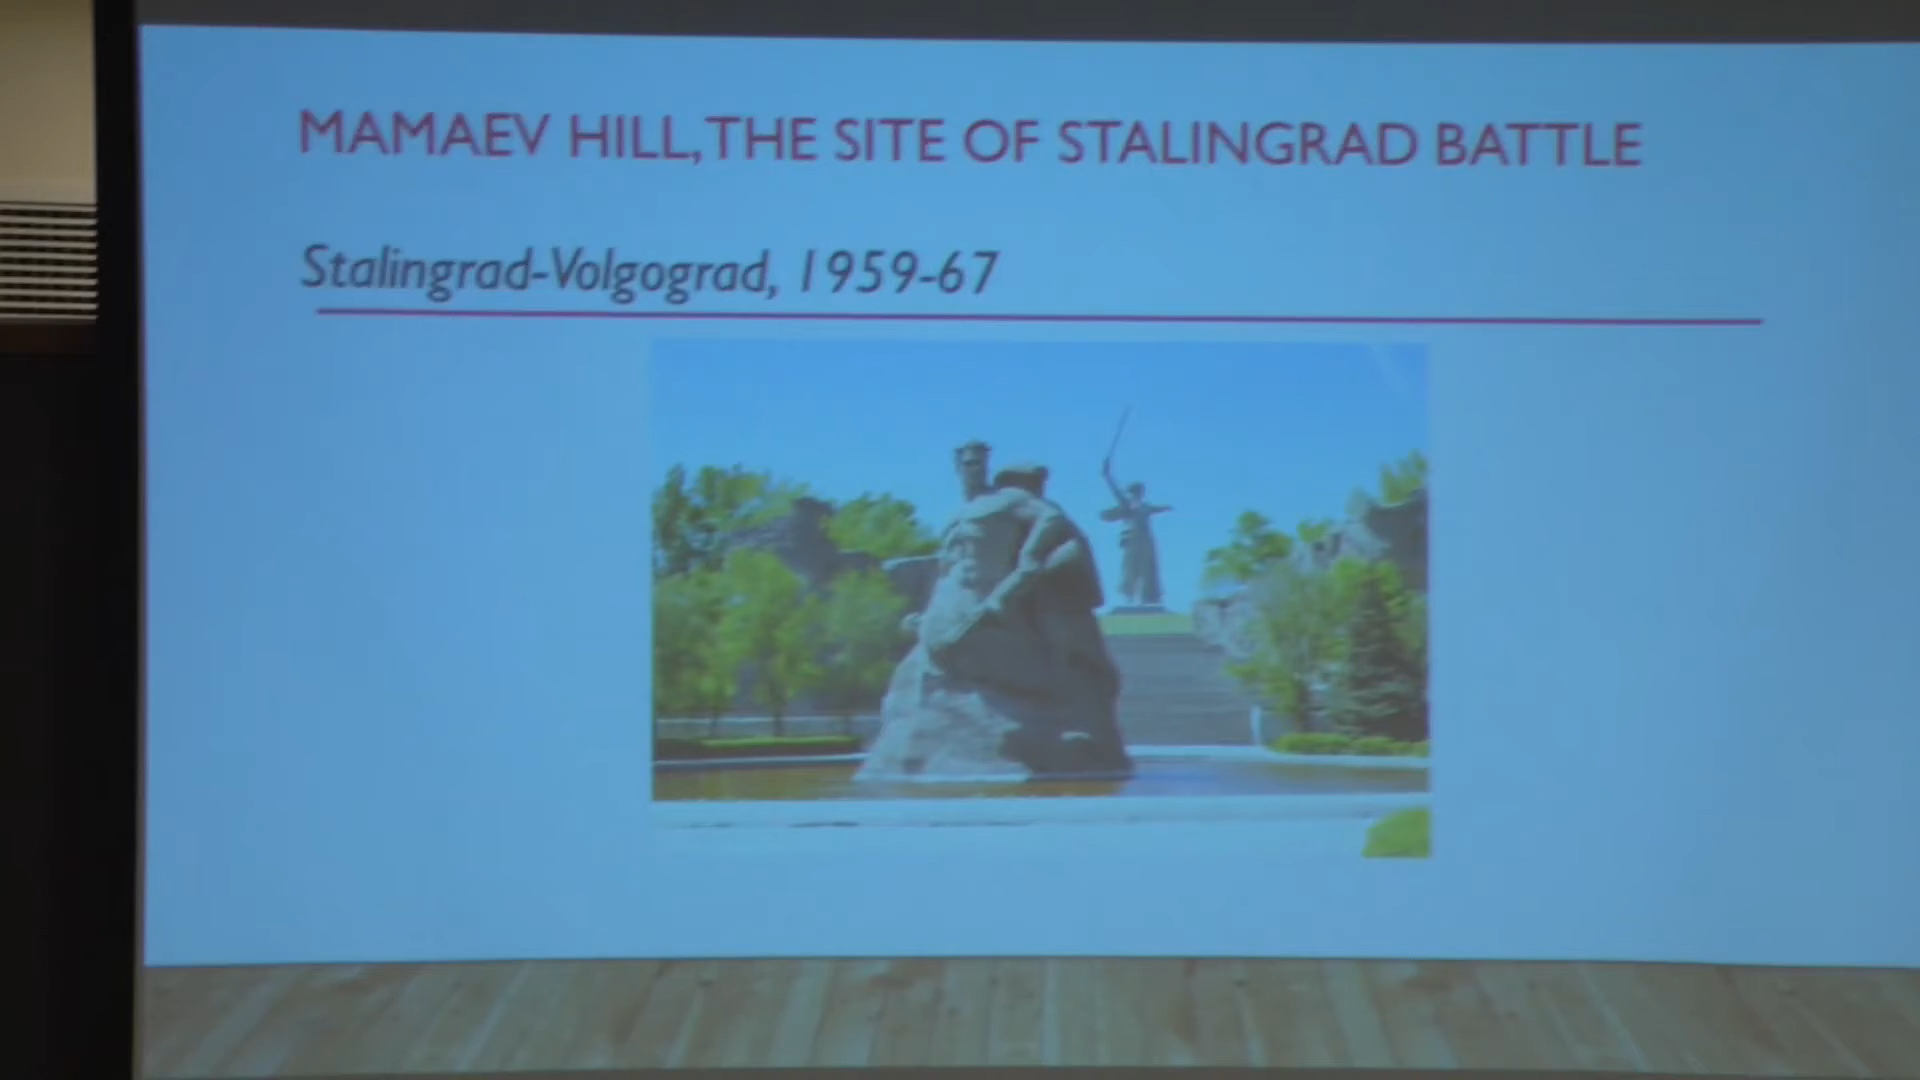 MAMAEV HILL, THE SITE OF STALINGRAD BATTLE
Stalingrad-Volgograd, 1959-67